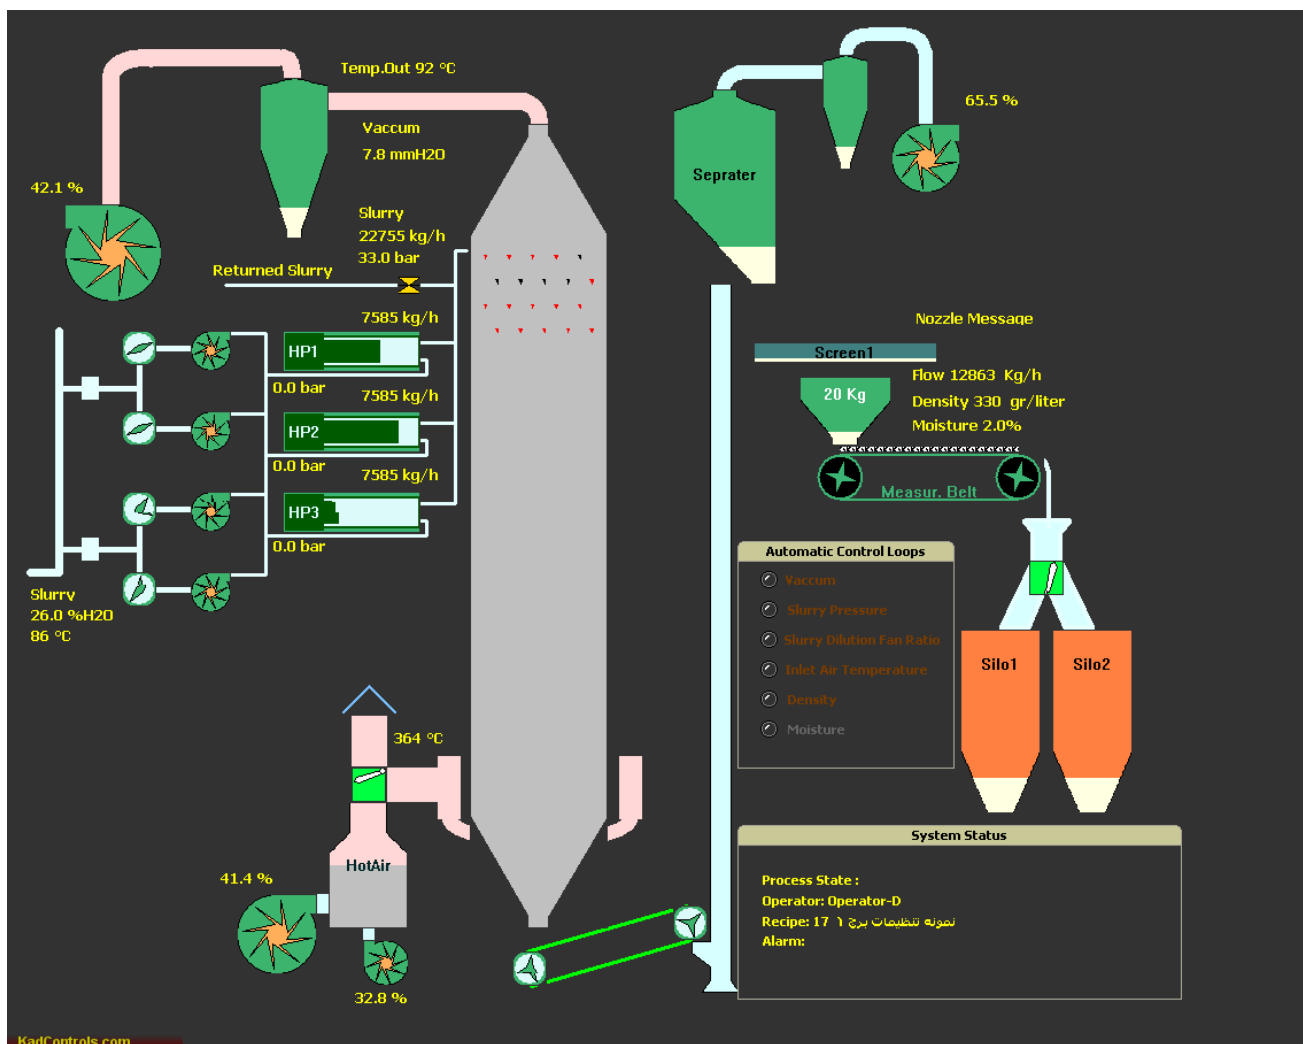 Temp.Out 92 °C
Vaccum
7.8 mmH2O
42.1 %
65.5 %
Seprater
Slurry
22755 kg/h
33.0 bar
Returned Slurry
7585 kg/h
HP1
0.0 bar
7585 kg/h
HP2
0.0 bar
7585 kg/h
HP3
0.0 bar
Slurry
26.0 %H2O
86 °C
Nozzle Message
Screen1
20 Kg
Flow 12863 Kg/h
Density 330 gr/liter
Moisture 2.0%
Measur. Belt
Automatic Control Loops
Vaccum
Slurry Pressure
Slurry Dilution Fan Ratio
Inlet Air Temperature
Density
Moisture
Silo1
Silo2
364 °C
HotAir
41.4 %
32.8 %
System Status
Process State :
Operator: Operator-D
Recipe: 17 نمونه تنظیمات برج ۱
Alarm:
KadControls.com